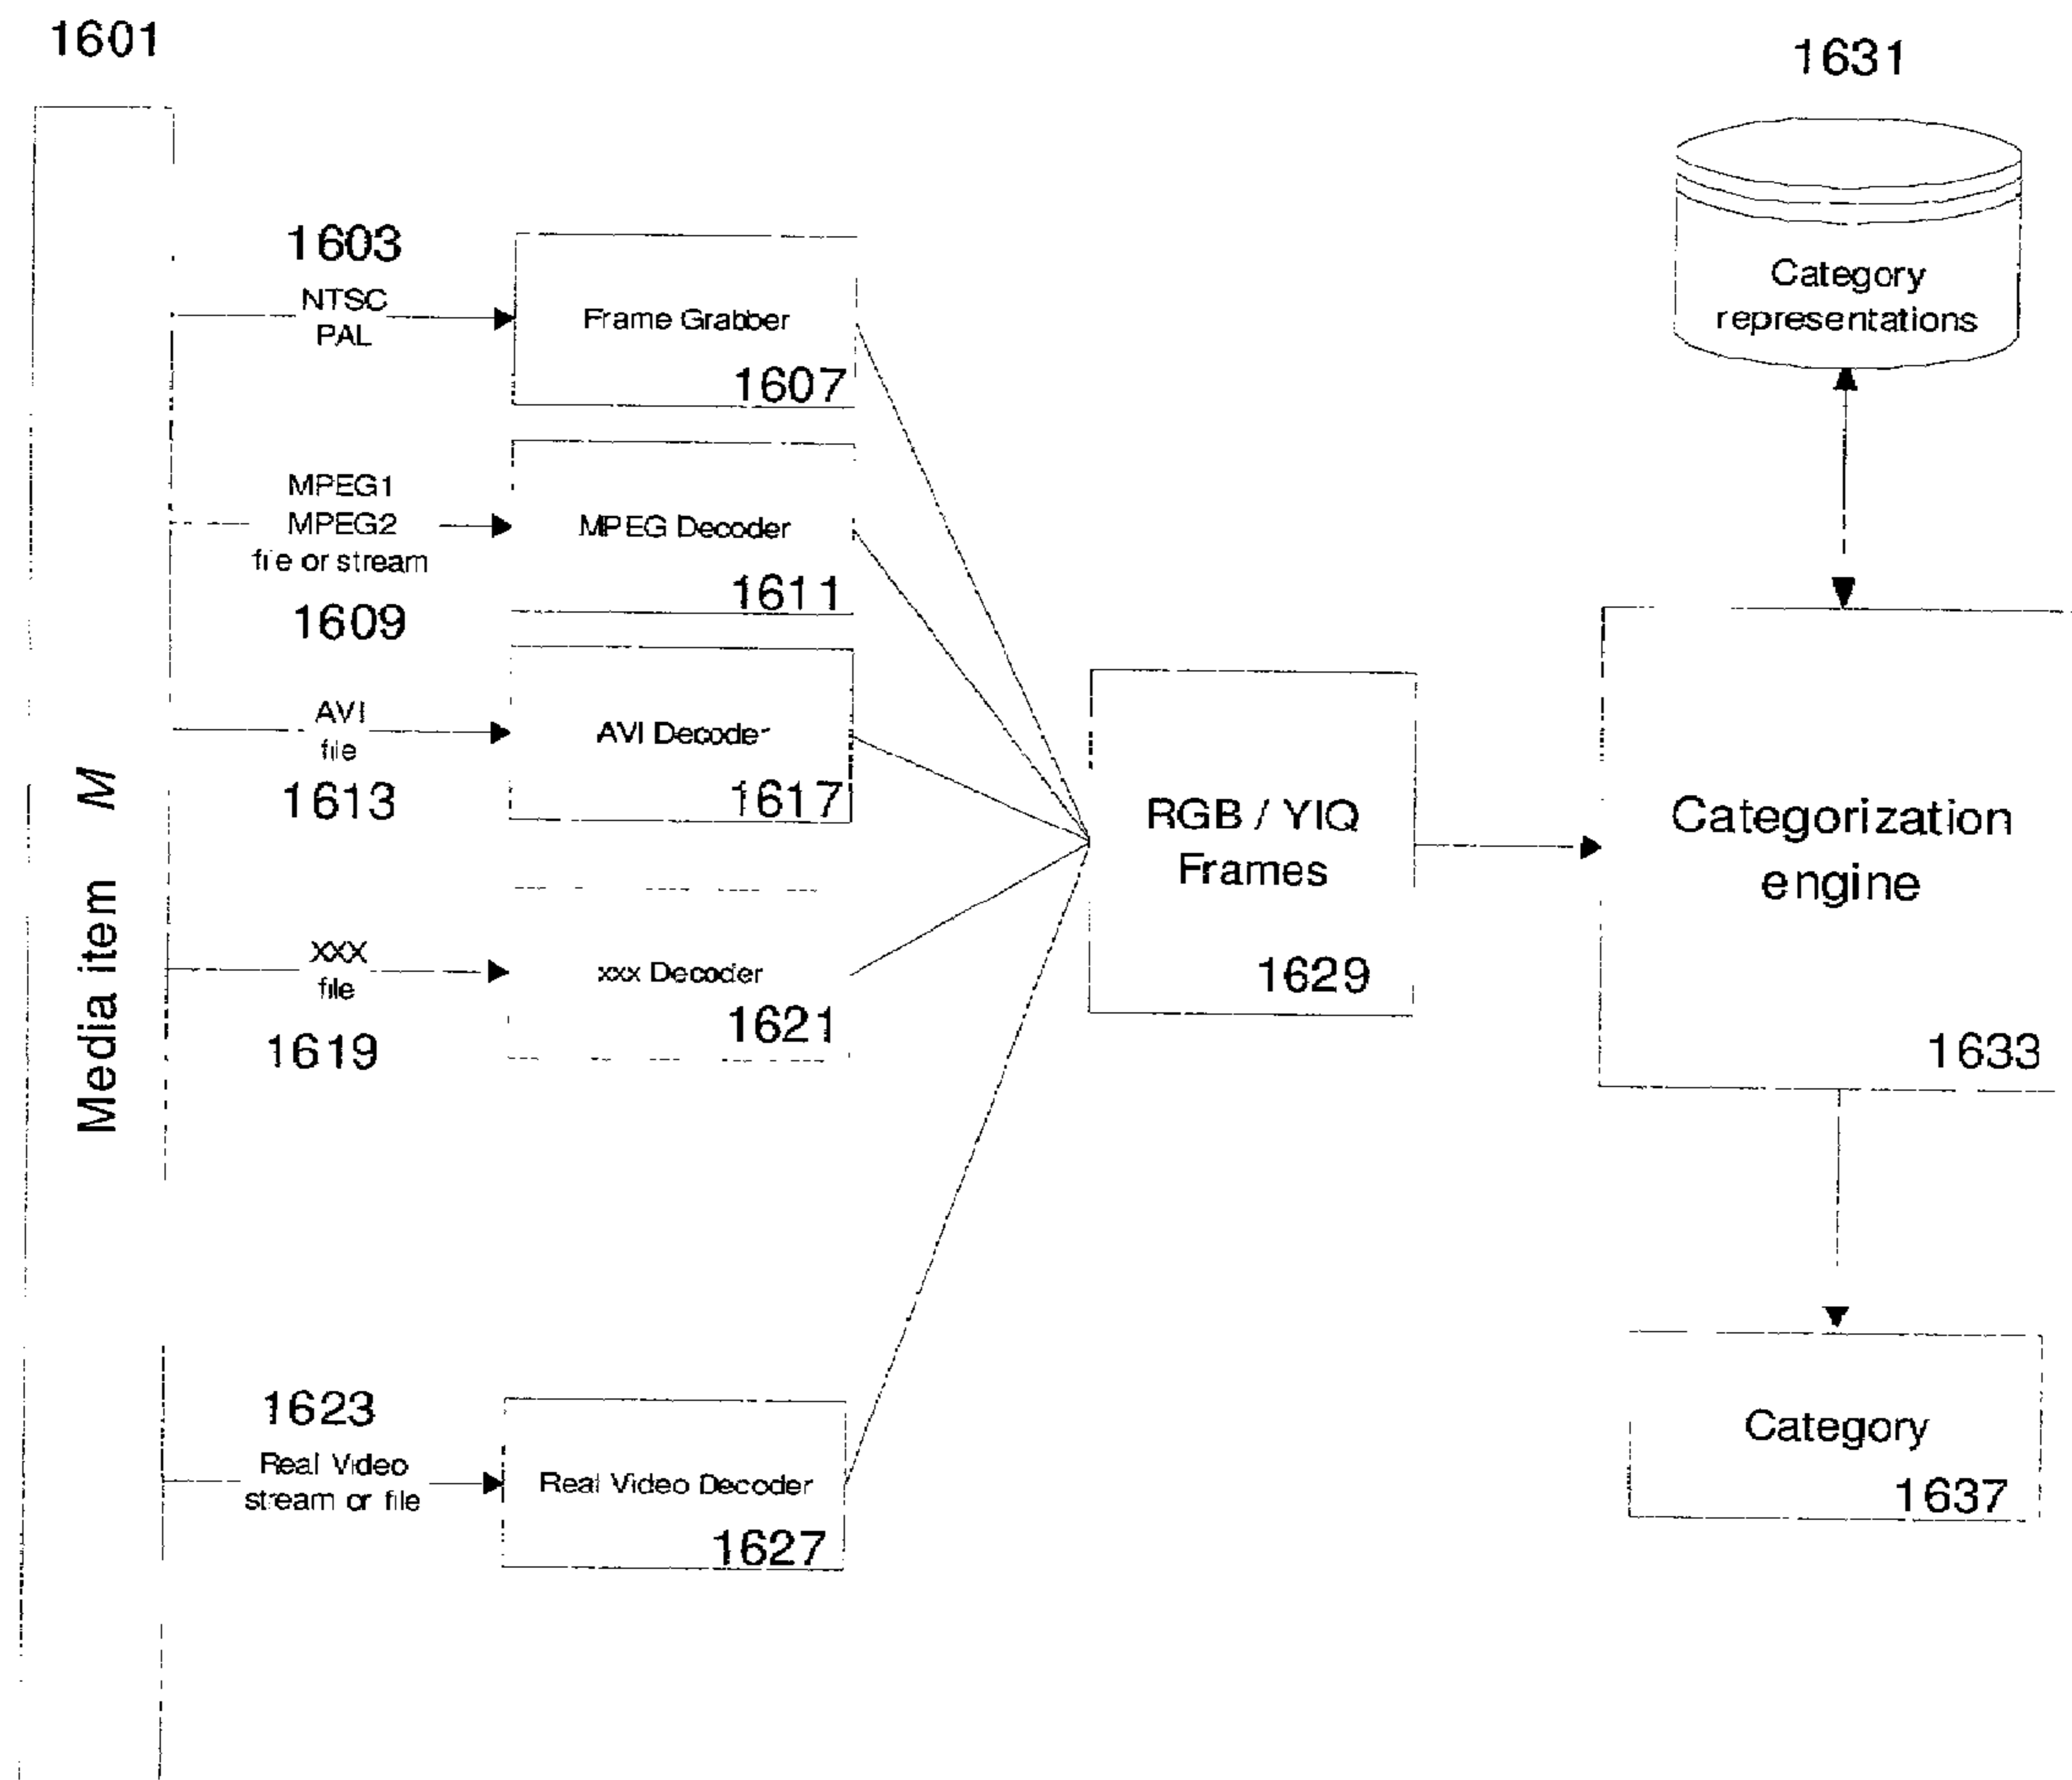 1601
1631
1603
NTSC
PAL
Frame Grabber
1607
Category
representations
MPEG1
MPEG2
file or stream
1609
MPEG Decoder
1611
AVI
file
1613
AVI Decoder
1617
Media item M
RGB / YIQ
Frames
1629
Categorization
engine
1633
XXX
file
1619
xxx Decoder
1621
1623
Real Video
stream or file
Real Video Decoder
1627
Category
1637